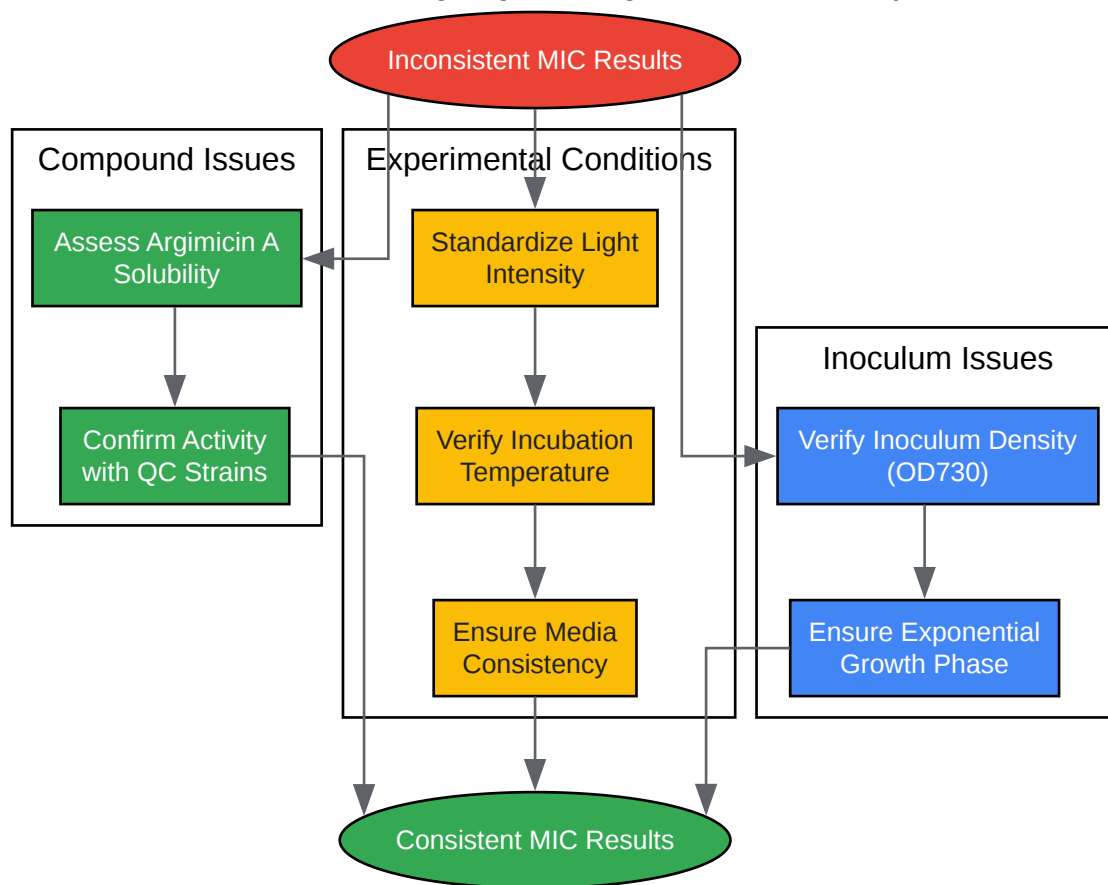 Inconsistent MIC Results
Compound Issues
Assess Argimicin A
Solubility
Confirm Activity
with QC Strains
Experimental Conditions
Standardize Light
Intensity
Verify Incubation
Temperature
Ensure Media
Consistency
Inoculum Issues
Verify Inoculum Density
(OD730)
Ensure Exponential
Growth Phase
Consistent MIC Results